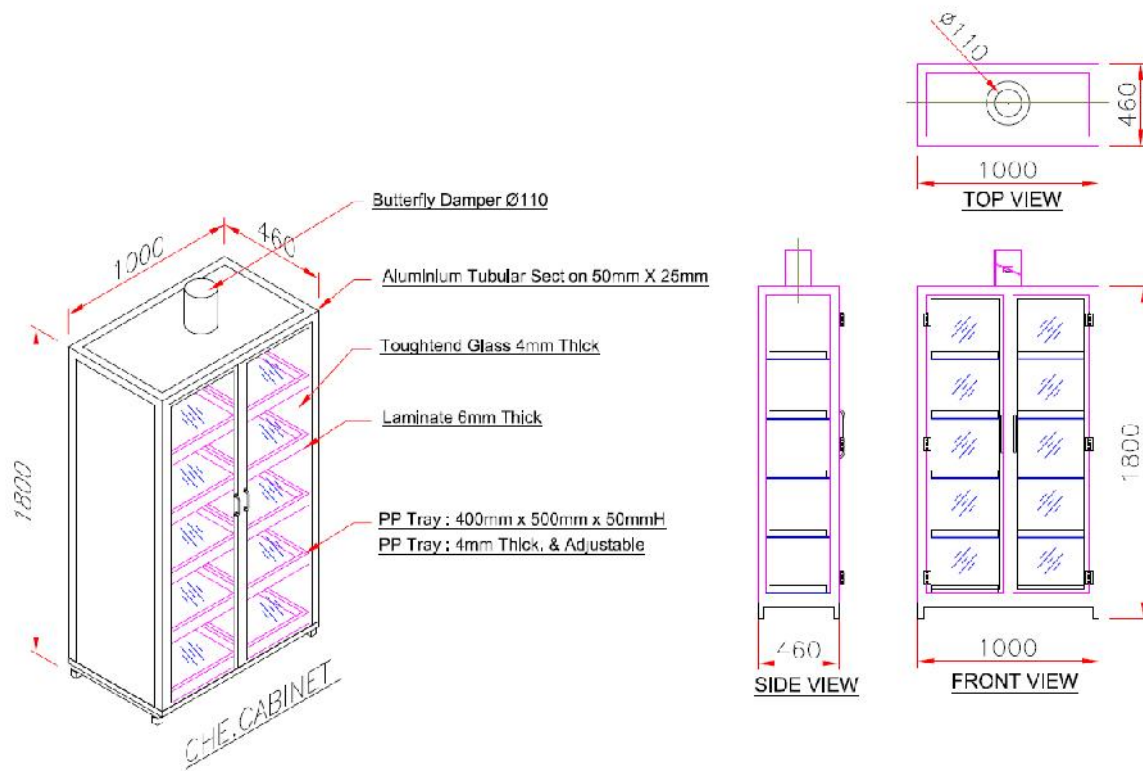 Ø110
460
1000
TOP VIEW
Butterfly Damper Ø110
1000
460
Aluminium Tubular Sect on 50mm X 25mm
Toughtend Glass 4mm Thick
Laminate 6mm Thick
1800
PP Tray : 400mm x 500mm x 50mmH
PP Tray : 4mm Thick. & Adjustable
CHE.CABINET
1800
460
SIDE VIEW
1000
FRONT VIEW